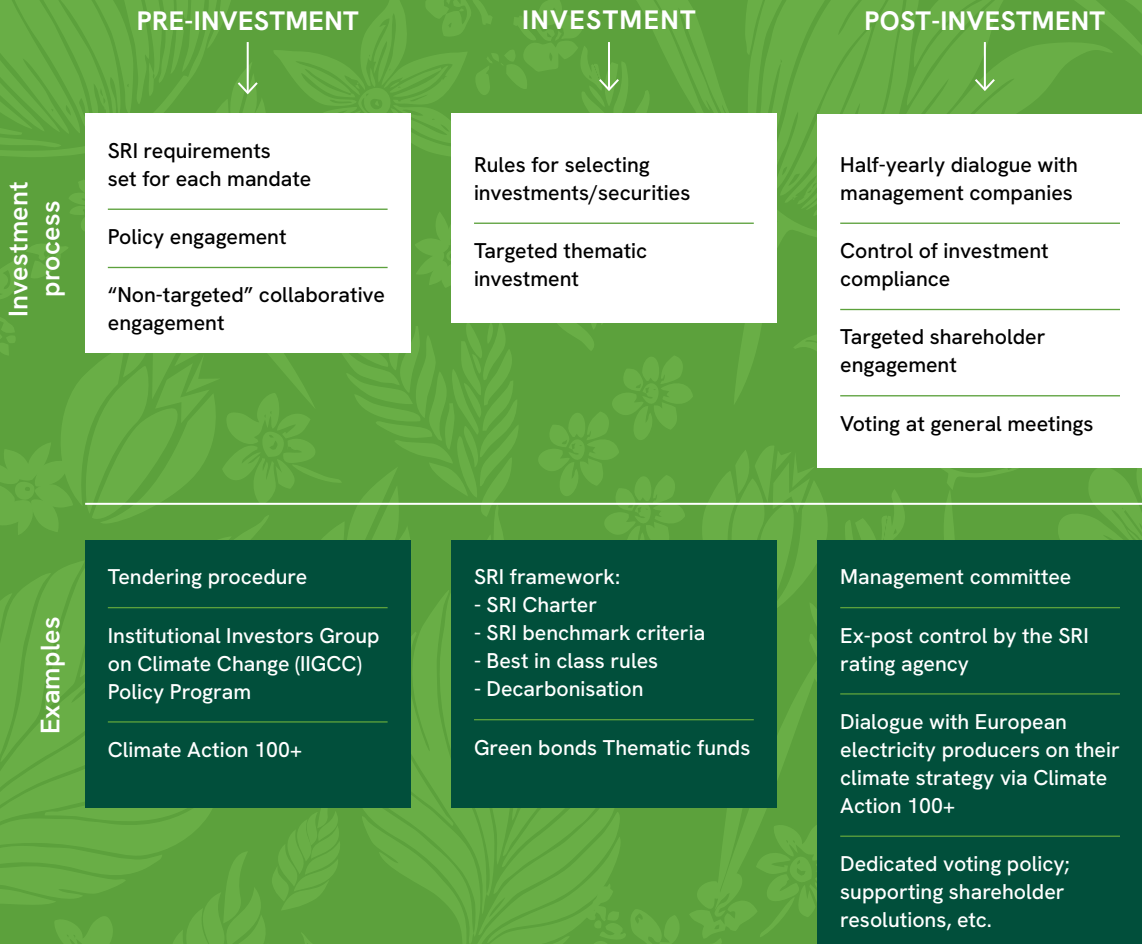 PRE-INVESTMENT
INVESTMENT
POST-INVESTMENT
Investment
process
SRI requirements
set for each mandate
Policy engagement
“Non-targeted” collaborative
engagement
Rules for selecting
investments/securities
Targeted thematic
investment
Half-yearly dialogue with
management companies
Control of investment
compliance
Targeted shareholder
engagement
Voting at general meetings
Examples
Tendering procedure
Institutional Investors Group
on Climate Change (IIGCC)
Policy Program
Climate Action 100+
SRI framework:
- SRI Charter
- SRI benchmark criteria
- Best in class rules
- Decarbonisation
Green bonds Thematic funds
Management committee
Ex-post control by the SRI
rating agency
Dialogue with European
electricity producers on their
climate strategy via Climate
Action 100+
Dedicated voting policy;
supporting shareholder
resolutions, etc.